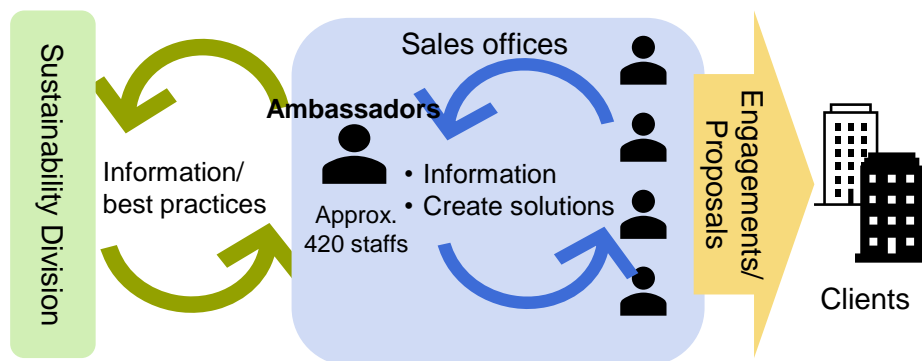 Sustainability Division
Information/
best practices
Sales offices
Ambassadors
Approx.
420 staffs
• Information
• Create solutions
Engagements/
Proposals
Clients